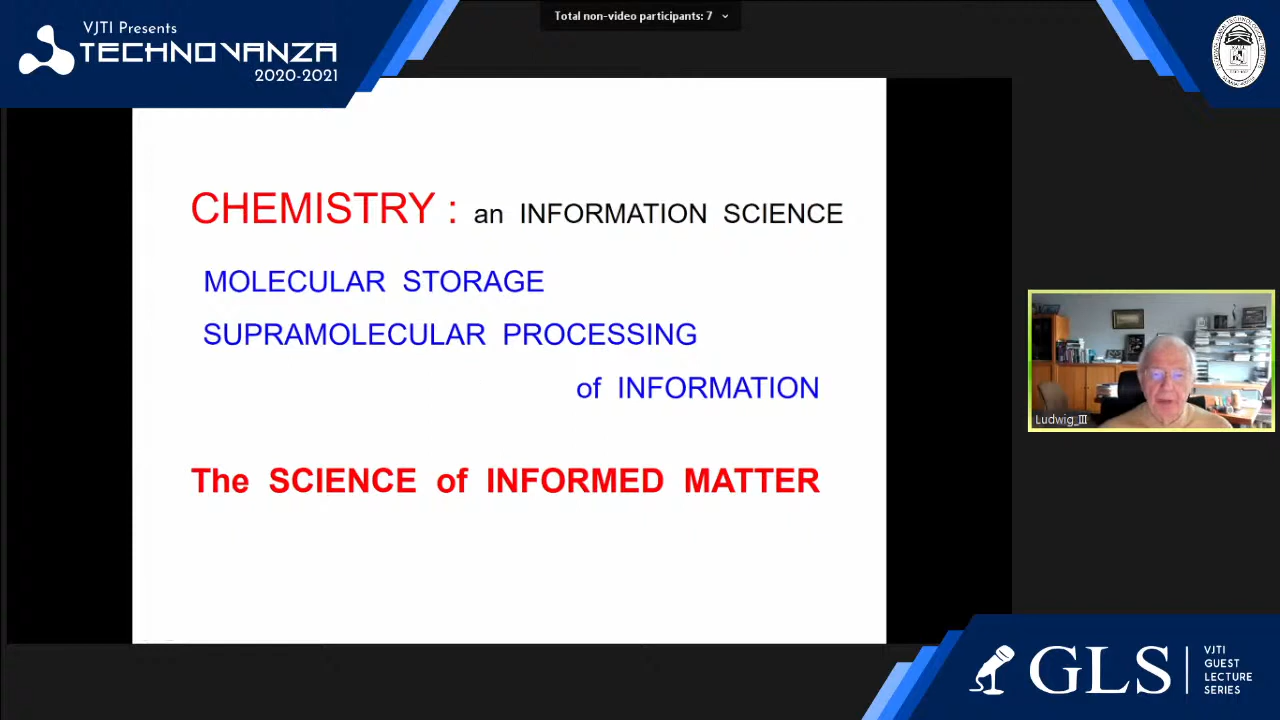 VJTI Presents
TECHNOVANZA
2020-2021
Total non-video participants: 7
CHEMISTRY : an INFORMATION SCIENCE
MOLECULAR STORAGE
SUPRAMOLECULAR PROCESSING
of INFORMATION
The SCIENCE of INFORMED MATTER
Ludwig_III
GLS
VJTI
GUEST
LECTURE
SERIES